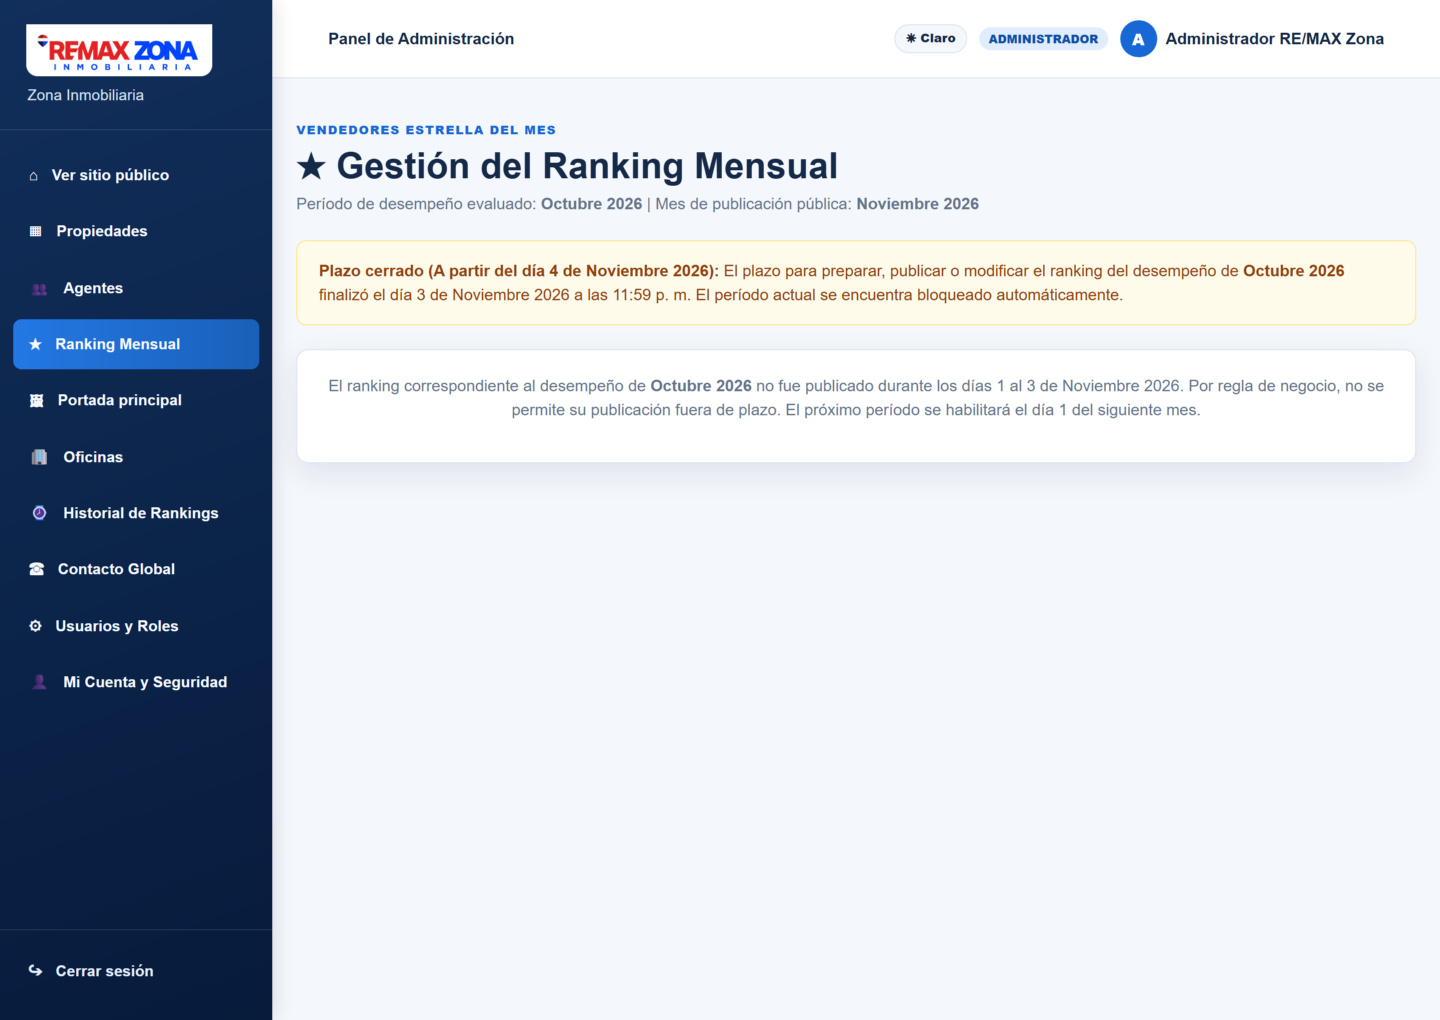 RE/MAX ZONA
INMOBILIARIA
Zona Inmobiliaria
Ver sitio público
Propiedades
Agentes
Ranking Mensual
Portada principal
Oficinas
Historial de Rankings
Contacto Global
Usuarios y Roles
Mi Cuenta y Seguridad
Cerrar sesión
Panel de Administración
Claro
ADMINISTRADOR
A
Administrador RE/MAX Zona
VENDEDORES ESTRELLA DEL MES
★ Gestión del Ranking Mensual
Período de desempeño evaluado: Octubre 2026 | Mes de publicación pública: Noviembre 2026
Plazo cerrado (A partir del día 4 de Noviembre 2026): El plazo para preparar, publicar o modificar el ranking del desempeño de Octubre 2026
finalizó el día 3 de Noviembre 2026 a las 11:59 p. m. El período actual se encuentra bloqueado automáticamente.
El ranking correspondiente al desempeño de Octubre 2026 no fue publicado durante los días 1 al 3 de Noviembre 2026. Por regla de negocio, no se
permite su publicación fuera de plazo. El próximo período se habilitará el día 1 del siguiente mes.